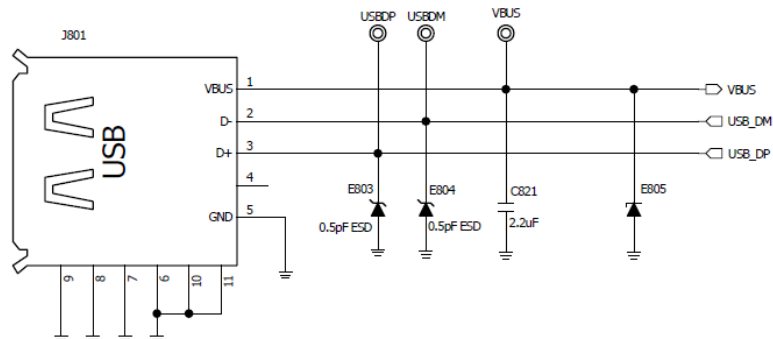 USBDP USBDM VBUS
J801
VBUS 1 VBUS
D- 2 USB_DM
D+ 3 USB_DP
USB
4
E803 E804 C821 E805
GND 5
0.5pF ESD 0.5pF ESD 2.2uF
9 8 7 6 10 11